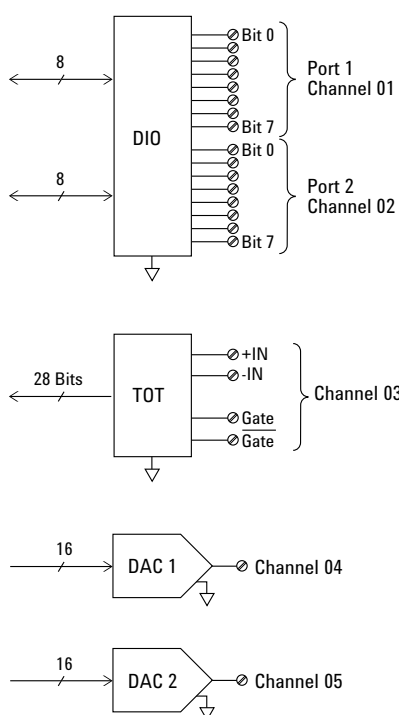 8
Bit 0
Port 1
Channel 01
DIO
Bit 7
Bit 0
8
Port 2
Channel 02
Bit 7
28 Bits
TOT
+IN
-IN
Channel 03
Gate
Gate
16
DAC 1
Channel 04
16
DAC 2
Channel 05